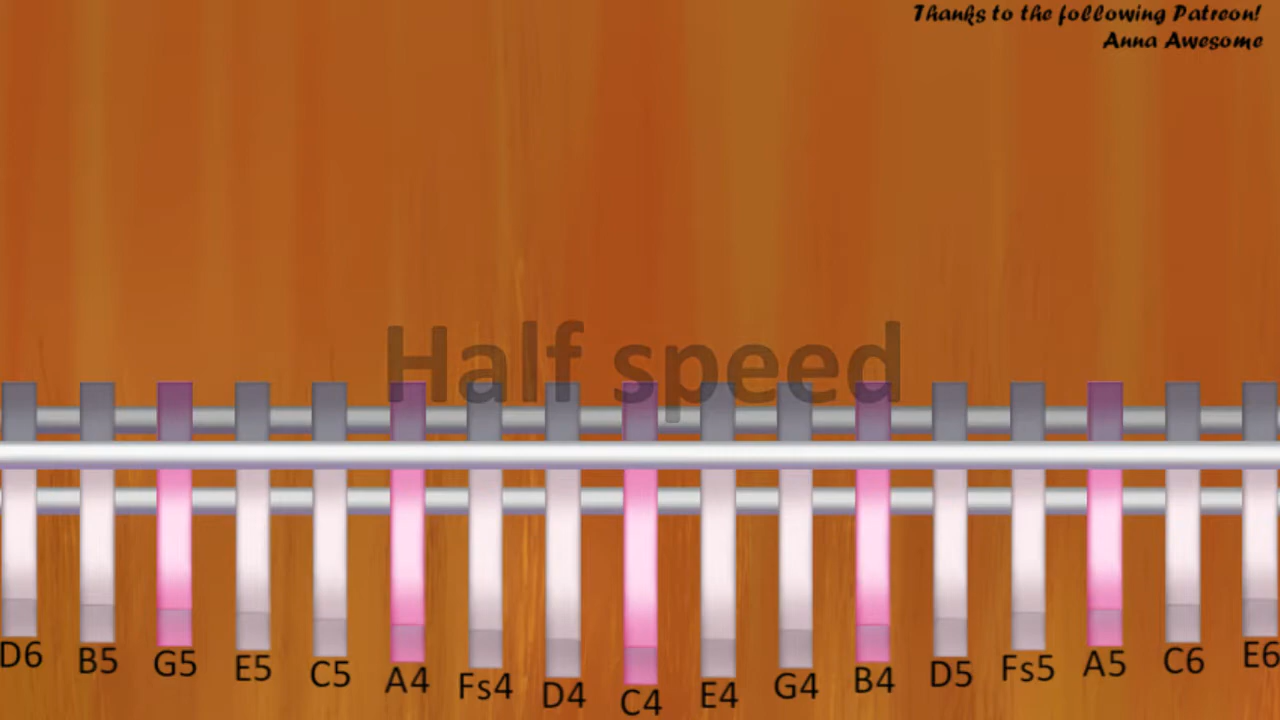 Thanks to the following Patreon!
Anna Awesome
Half speed
D6 B5 G5 E5 C5 A4 Fs4 D4 C4 E4 G4 B4 D5 Fs5 A5 C6 E6